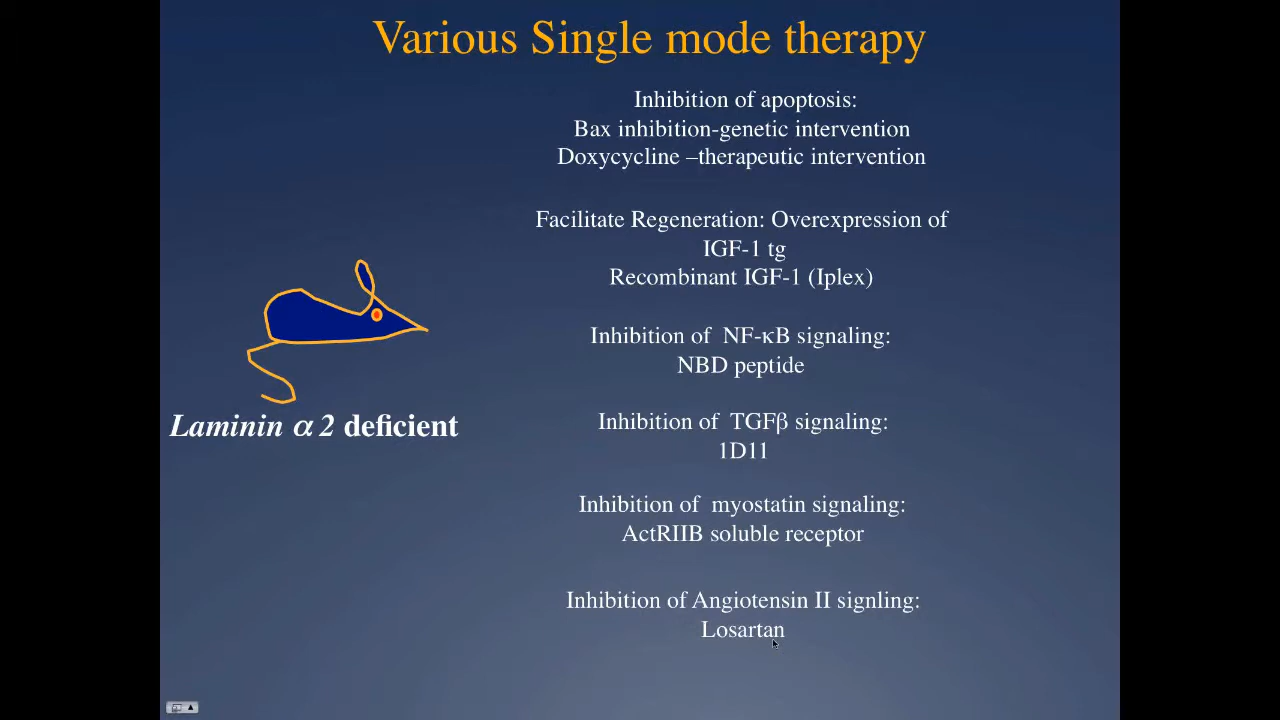 Various Single mode therapy
Inhibition of apoptosis:
Bax inhibition-genetic intervention
Doxycycline –therapeutic intervention
Facilitate Regeneration: Overexpression of
IGF-1 tg
Recombinant IGF-1 (Iplex)
Inhibition of NF-κB signaling:
NBD peptide
Laminin α 2 deficient
Inhibition of TGFβ signaling:
1D11
Inhibition of myostatin signaling:
ActRIIB soluble receptor
Inhibition of Angiotensin II signling:
Losartan